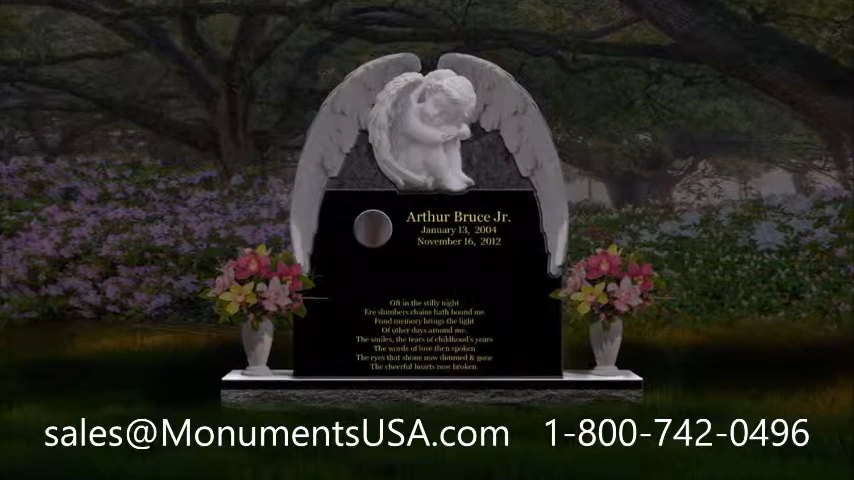 Arthur Bruce Jr.
January 13, 2004
November 16, 2012
Oft in the stilly night
Ere slumbers chains hath bound me
Fond memory brings the light
Of other days around me.
The smiles, the tears of childhood's years
The words of love then spoken
The eyes that shone now dimmed & gone
The cheerful hearts now broken.
sales@MonumentsUSA.com 1-800-742-0496